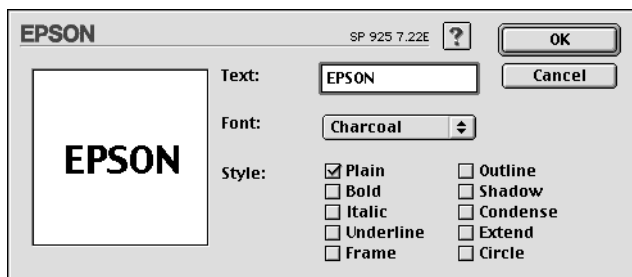 EPSON SP 925 7.22E ? OK
Text: EPSON Cancel
Font: Charcoal
EPSON
Style: Plain Outline
Bold Shadow
Italic Condense
Underline Extend
Frame Circle